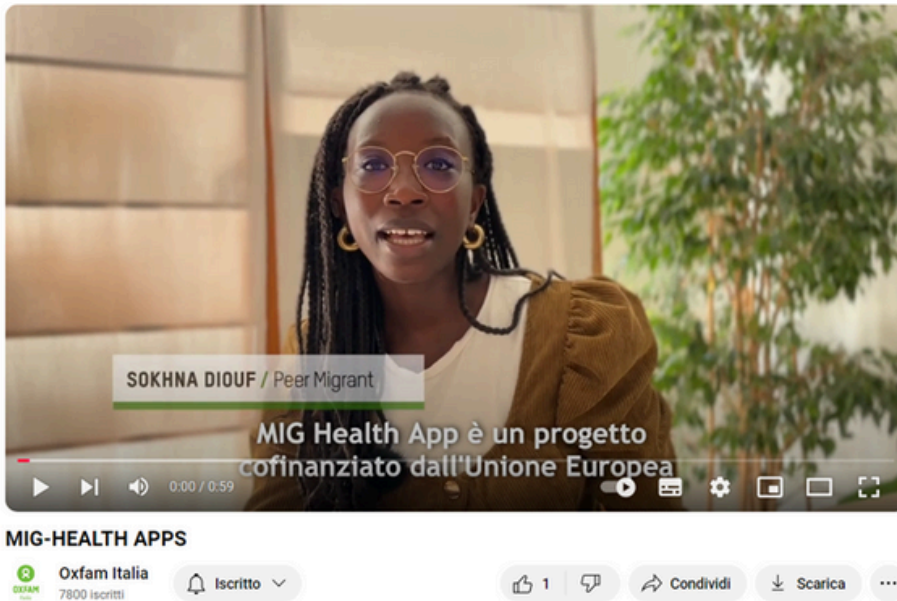 SOKHNA DIOUF / Peer Migrant
MIG Health App è un progetto
cofinanziato dall'Unione Europea
0:00 / 0:59
MIG-HEALTH APPS
OXFAM
Oxfam Italia
7800 iscritti
Iscritto
1
Condividi
Scarica